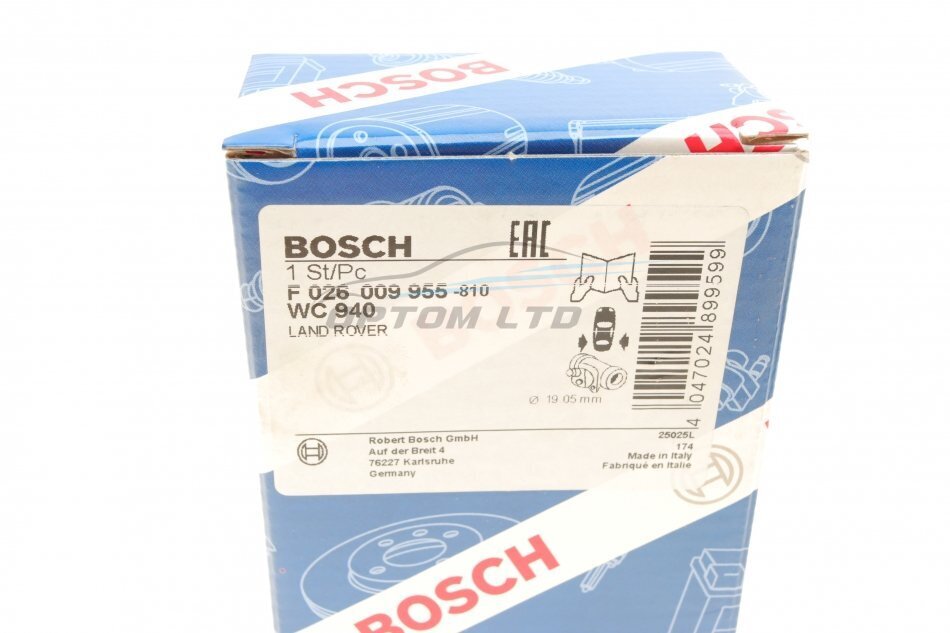 BOSCH
BOSCH
EAC
1 St/Pc
F 026 009 955 -810
WC 940
OPTOM LTD
LAND ROVER
Ø 19.05 mm
4 047024 899599
Robert Bosch GmbH
Auf der Breit 4
76227 Karlsruhe
Germany
25025L
174
Made in Italy
Fabriqué en Italie
BOSCH
BOSCH